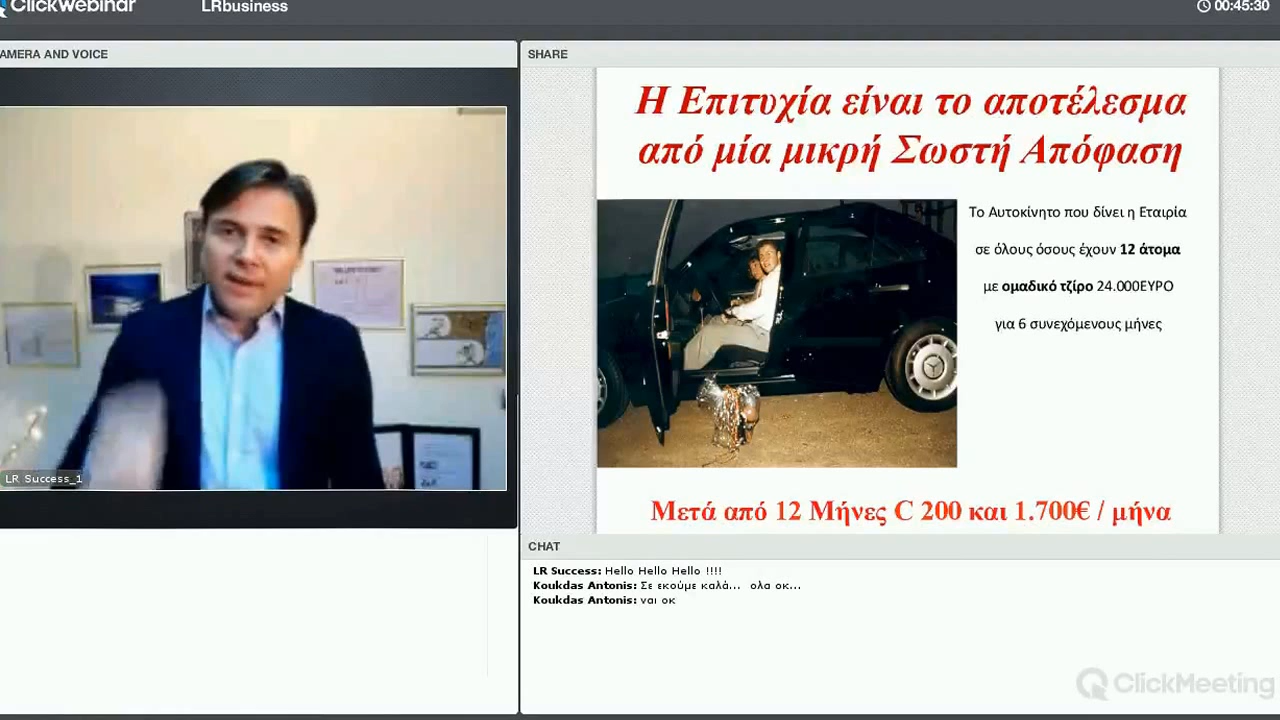 ClickWebinar
LRbusiness
00:45:30
AMERA AND VOICE
SHARE
Η Επιτυχία είναι το αποτέλεσμα
από μία μικρή Σωστή Απόφαση
Το Αυτοκίνητο που δίνει η Εταιρία
σε όλους όσους έχουν 12 άτομα
με ομαδικό τζίρο 24.000ΕΥΡΟ
για 6 συνεχόμενους μήνες
Μετά από 12 Μήνες C 200 και 1.700€ / μήνα
LR Success_1
CHAT
LR Success: Hello Hello Hello !!!!
Koukdas Antonis: Σε εκούμε καλά... ολα οκ...
Koukdas Antonis: ναι οκ
ClickMeeting